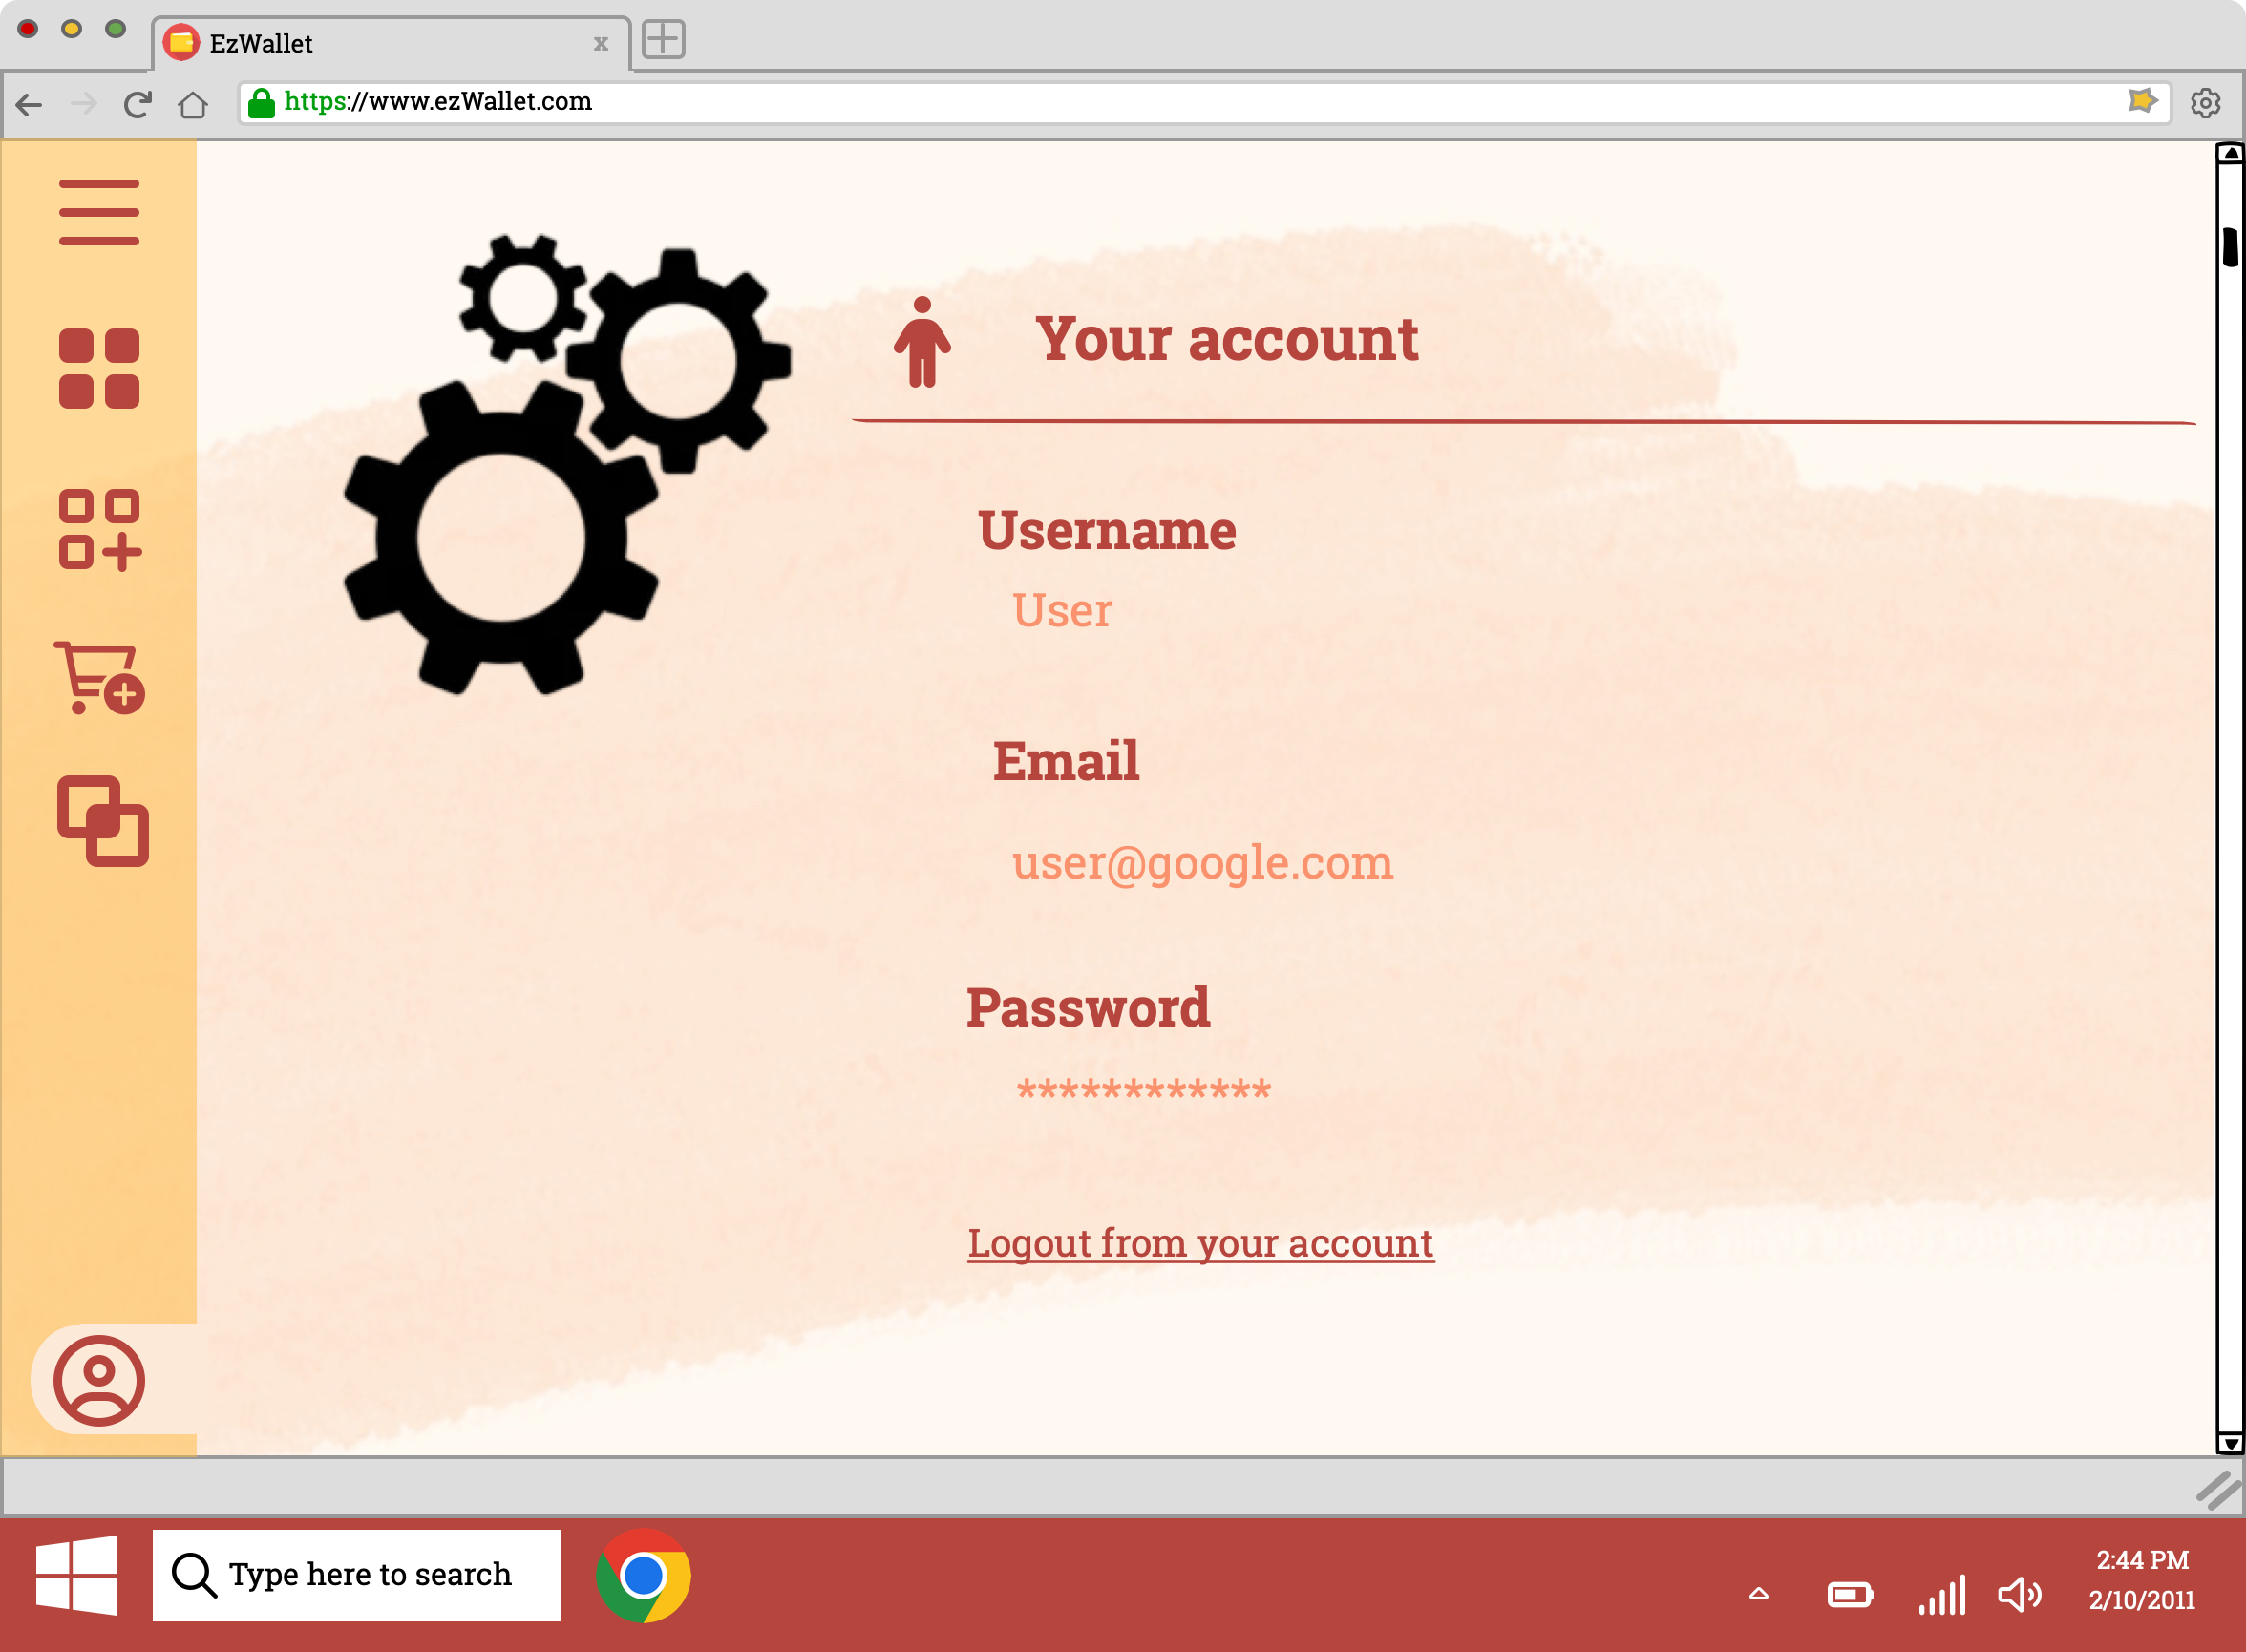 EzWallet
x
https://www.ezWallet.com
Your account
Username
User
Email
user@google.com
Password
************
Logout from your account
Type here to search
2:44 PM
2/10/2011